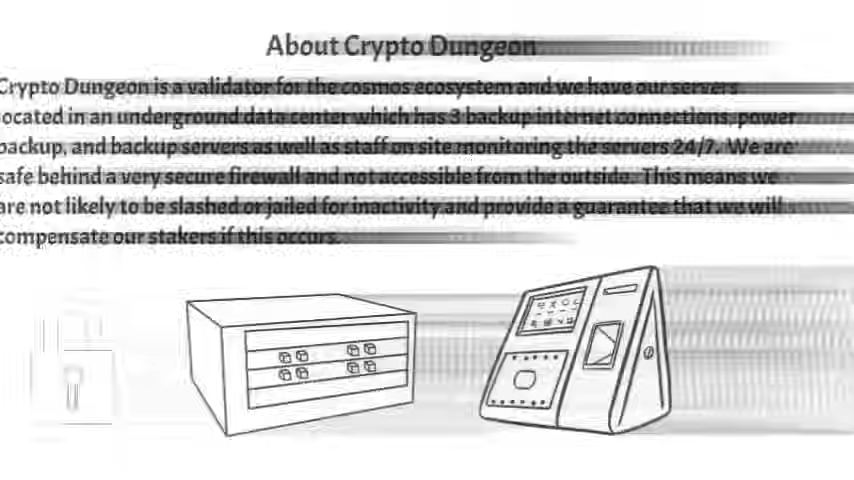 About Crypto Dungeon
Crypto Dungeon is a validator for the cosmos ecosystem and we have our servers
located in an underground data center which has 3 backup internet connections, power
backup, and backup servers as well as staff on site monitoring the servers 24/7. We are
safe behind a very secure firewall and not accessible from the outside. This means we
are not likely to be slashed or jailed for inactivity and provide a guarantee that we will
compensate our stakers if this occurs.